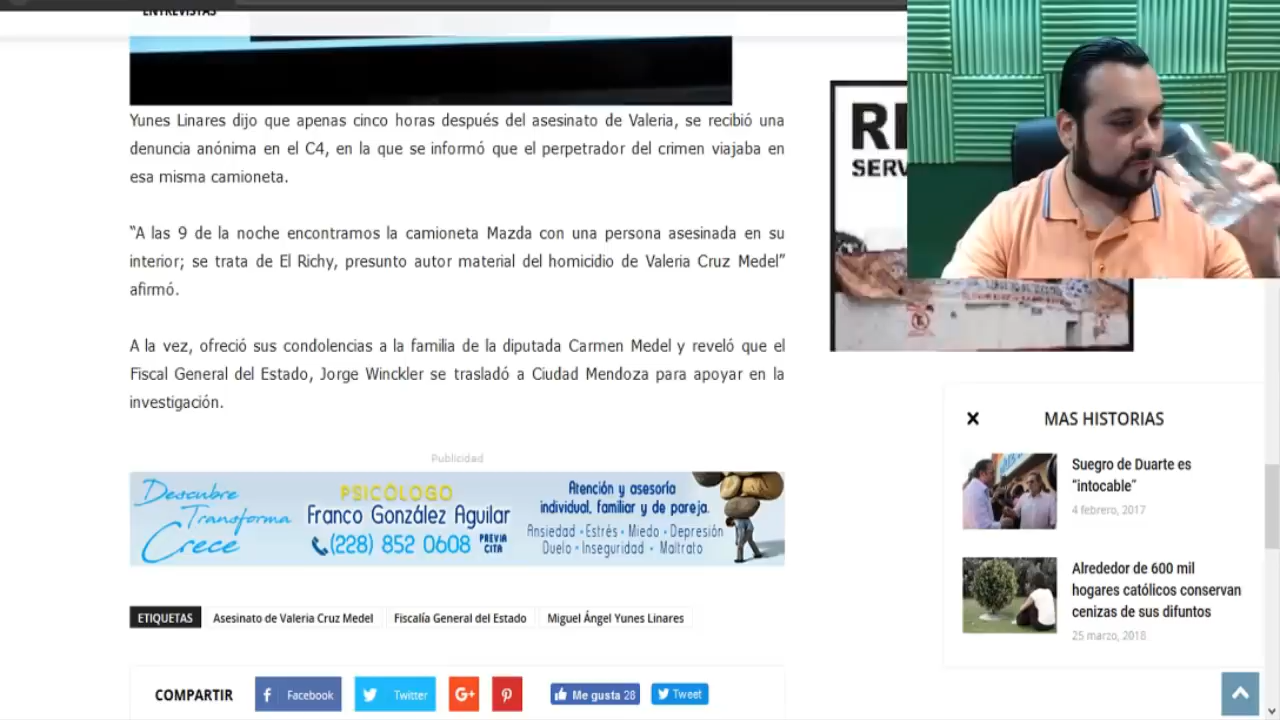 ENTREVISTAS
Yunes Linares dijo que apenas cinco horas después del asesinato de Valeria, se recibió una
denuncia anónima en el C4, en la que se informó que el perpetrador del crimen viajaba en
esa misma camioneta.
“A las 9 de la noche encontramos la camioneta Mazda con una persona asesinada en su
interior; se trata de El Richy, presunto autor material del homicidio de Valeria Cruz Medel”
afirmó.
A la vez, ofreció sus condolencias a la familia de la diputada Carmen Medel y reveló que el
Fiscal General del Estado, Jorge Winckler se trasladó a Ciudad Mendoza para apoyar en la
investigación.
Publicidad
Descubre
Transforma
Crece
PSICÓLOGO
Franco González Aguilar
(228) 852 0608 PREVIA CITA
Atención y asesoría
individual, familiar y de pareja.
Ansiedad - Estrés - Miedo - Depresión
Duelo - Inseguridad - Maltrato
ETIQUETAS Asesinato de Valeria Cruz Medel Fiscalía General del Estado Miguel Ángel Yunes Linares
COMPARTIR Facebook Twitter G+ Me gusta 28 Tweet
SERV
MAS HISTORIAS
Suegro de Duarte es
“intocable”
4 febrero, 2017
Alrededor de 600 mil
hogares católicos conservan
cenizas de sus difuntos
25 marzo, 2018